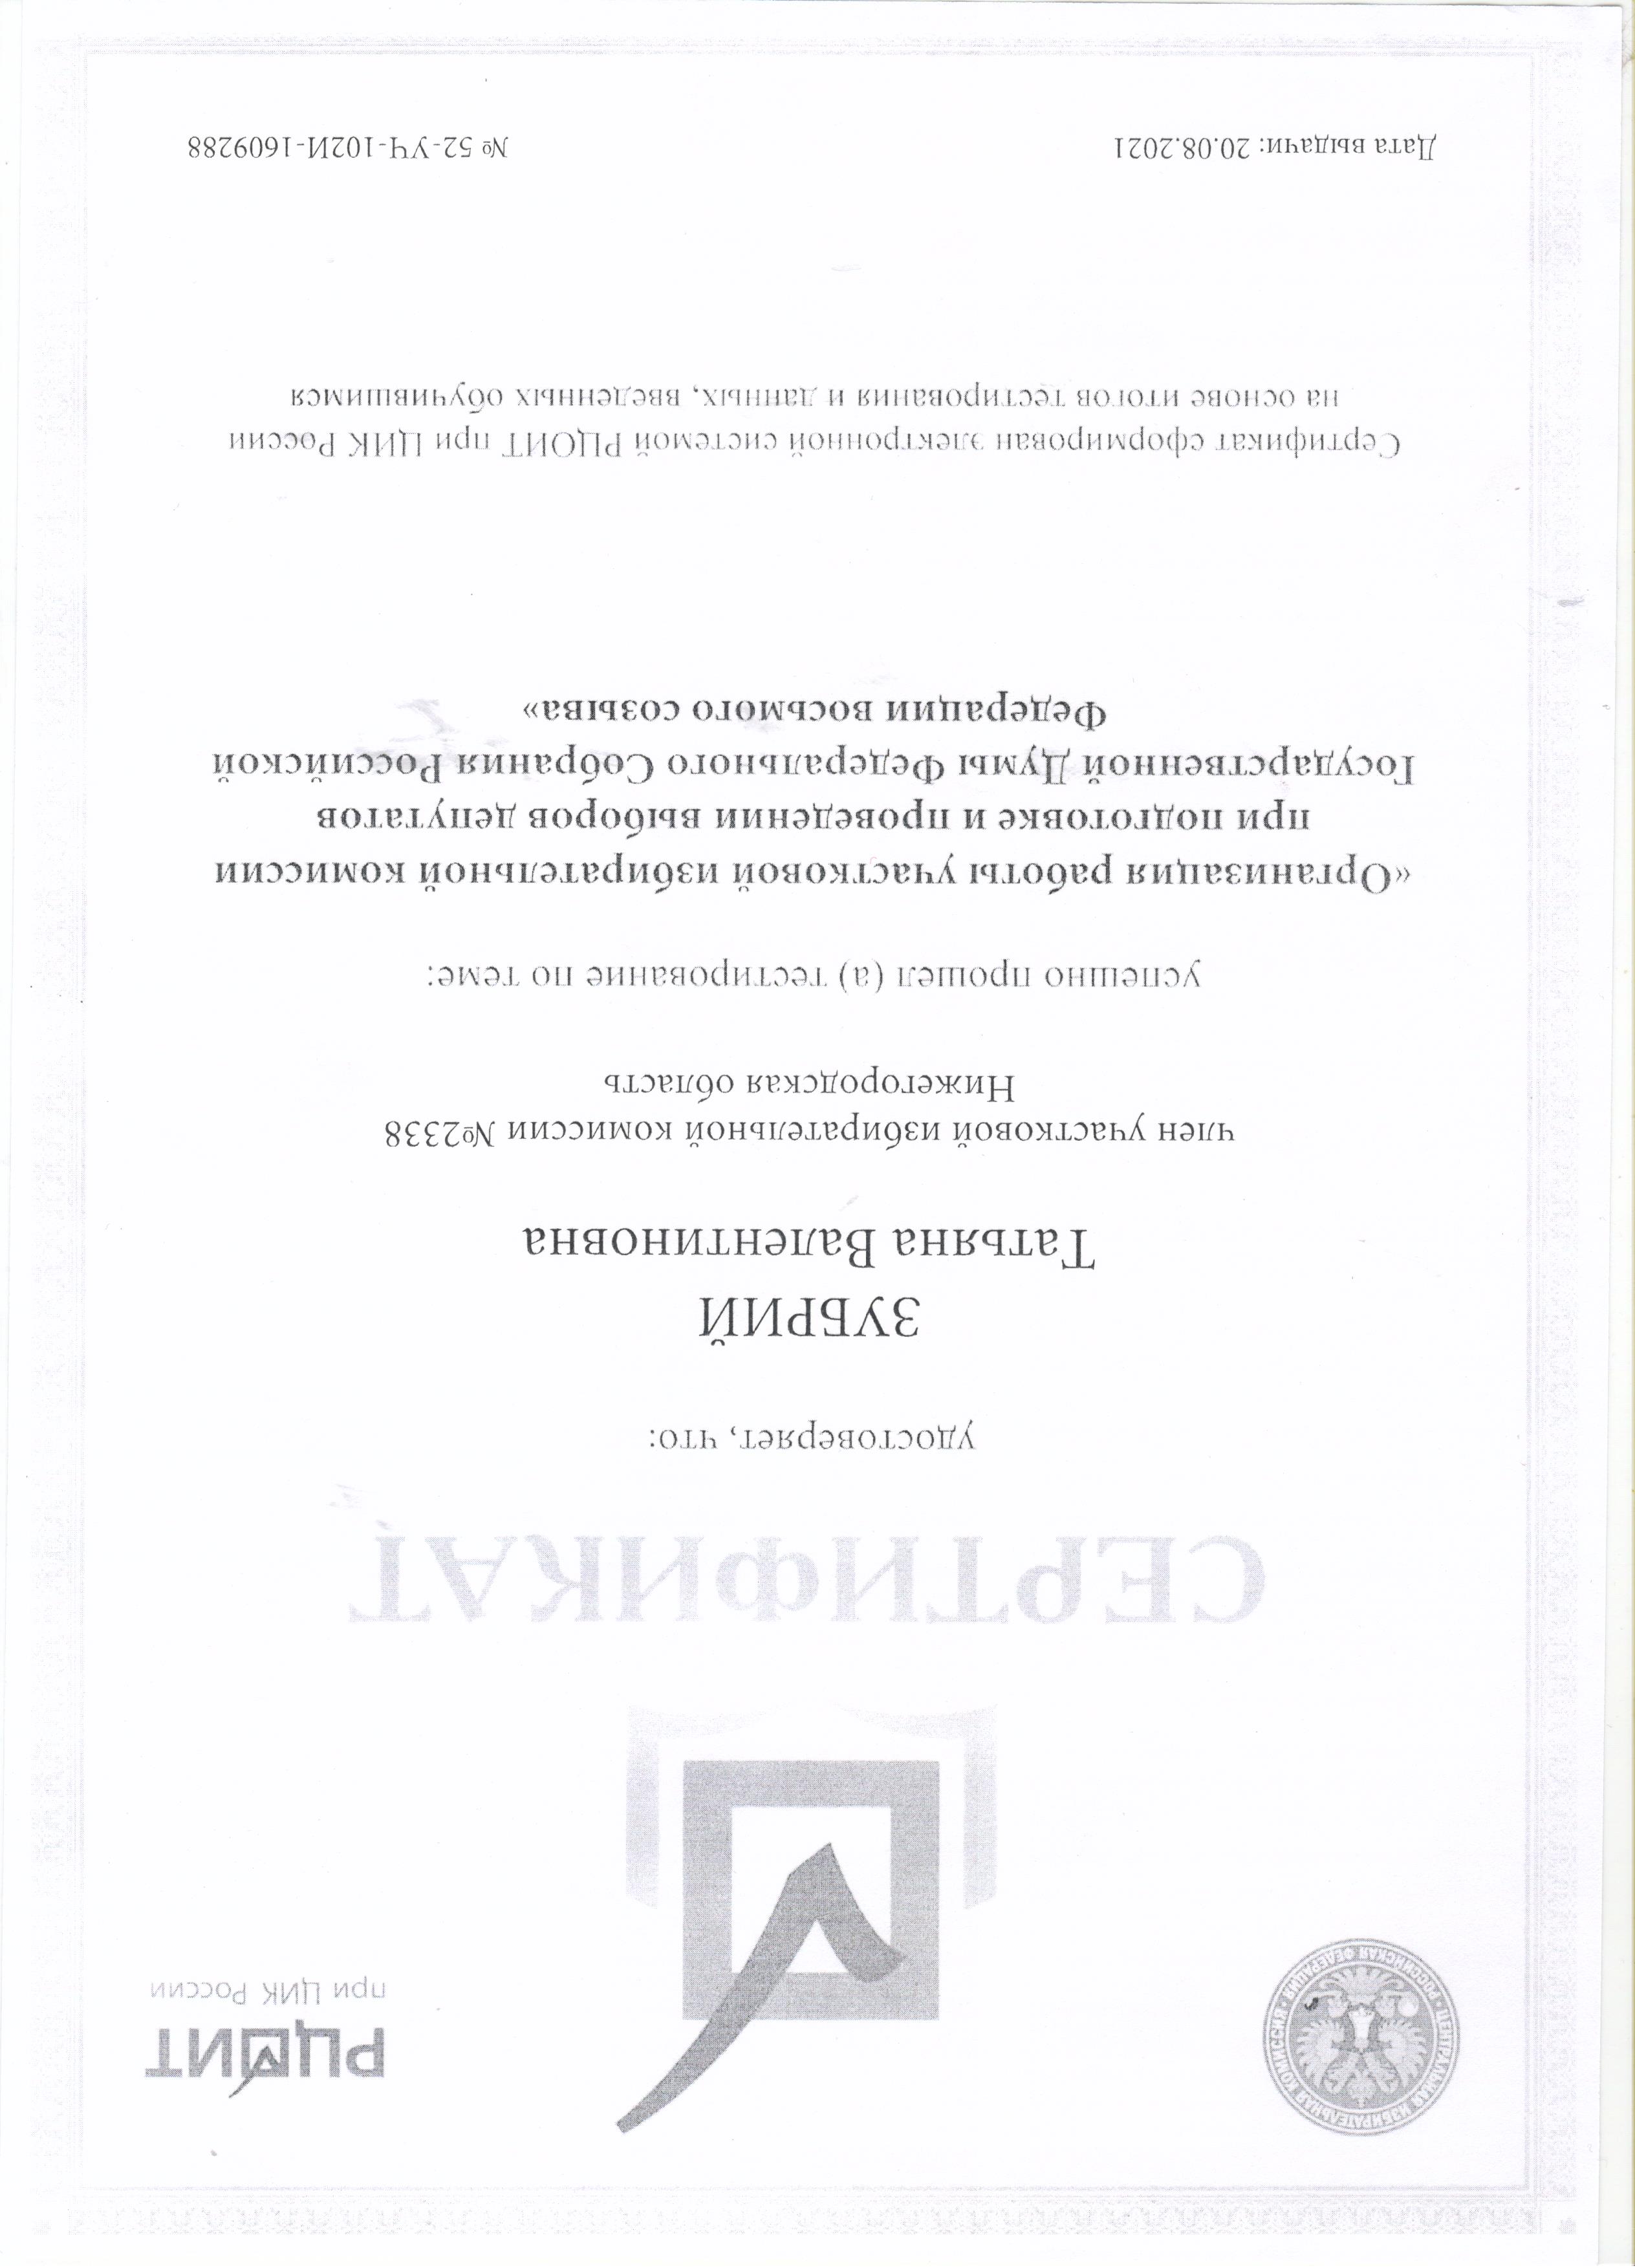 ЦЕНТРАЛЬНАЯ ИЗБИРАТЕЛЬНАЯ КОМИССИЯ
РОССИЙСКАЯ ФЕДЕРАЦИЯ
РЦОИТ
при ЦИК России
СЕРТИФИКАТ
удостоверяет, что:
ЗУБРИЙ
Татьяна Валентиновна
член участковой избирательной комиссии №2338
Нижегородская область
успешно прошел (а) тестирование по теме:
«Организация работы участковой избирательной комиссии
при подготовке и проведении выборов депутатов
Государственной Думы Федерального Собрания Российской
Федерации восьмого созыва»
Сертификат сформирован электронной системой РЦОИТ при ЦИК России
на основе итогов тестирования и данных, введенных обучившимся
Дата выдачи: 20.08.2021
№ 52-УЧ-102И-1609288